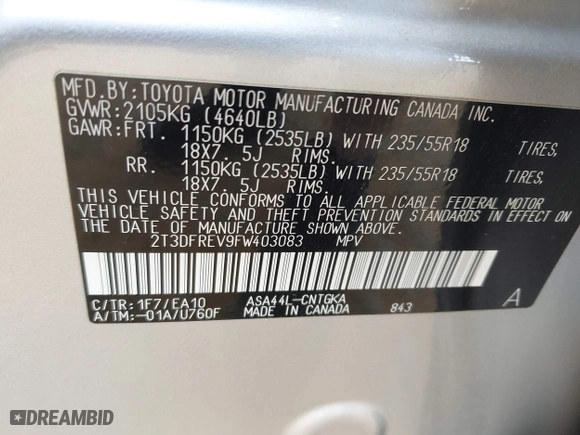 MFD.BY:TOYOTA MOTOR MANUFACTURING CANADA INC.
GVWR:2105KG (4640LB)
GAWR:FRT. 1150KG (2535LB) WITH 235/55R18 TIRES,
18X7. 5J RIMS.
RR. 1150KG (2535LB) WITH 235/55R18 TIRES,
18X7. 5J RIMS.
THIS VEHICLE CONFORMS TO ALL APPLICABLE FEDERAL MOTOR
VEHICLE SAFETY AND THEFT PREVENTION STANDARDS IN EFFECT ON
THE DATE OF MANUFACTURE SHOWN ABOVE.
2T3DFREV9FW403083 MPV
C/TR:1F7/EA10 ASA44L-CNTGKA
A/TM:-01A/U760F MADE IN CANADA 843 A
DREAMBID